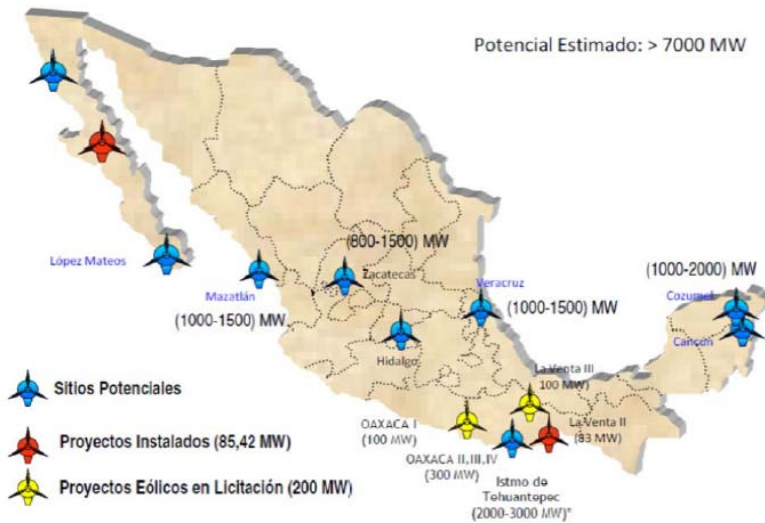 Potencial Estimado: > 7000 MW
(800-1500) MW
Zacatecas
López Mateos
Mazatlán
(1000-1500) MW
Veracruz
(1000-1500) MW
(1000-2000) MW
Cozumel
Cancún
Hidalgo
La Venta III
100 MW)
OAXACA I
(100 MW)
La Venta II
(83 MW)
OAXACA II,III,IV
(300 MW)
Istmo de
Tehuantepec
(2000-3000 MW)*
Sitios Potenciales
Proyectos Instalados (85,42 MW)
Proyectos Eólicos en Licitación (200 MW)